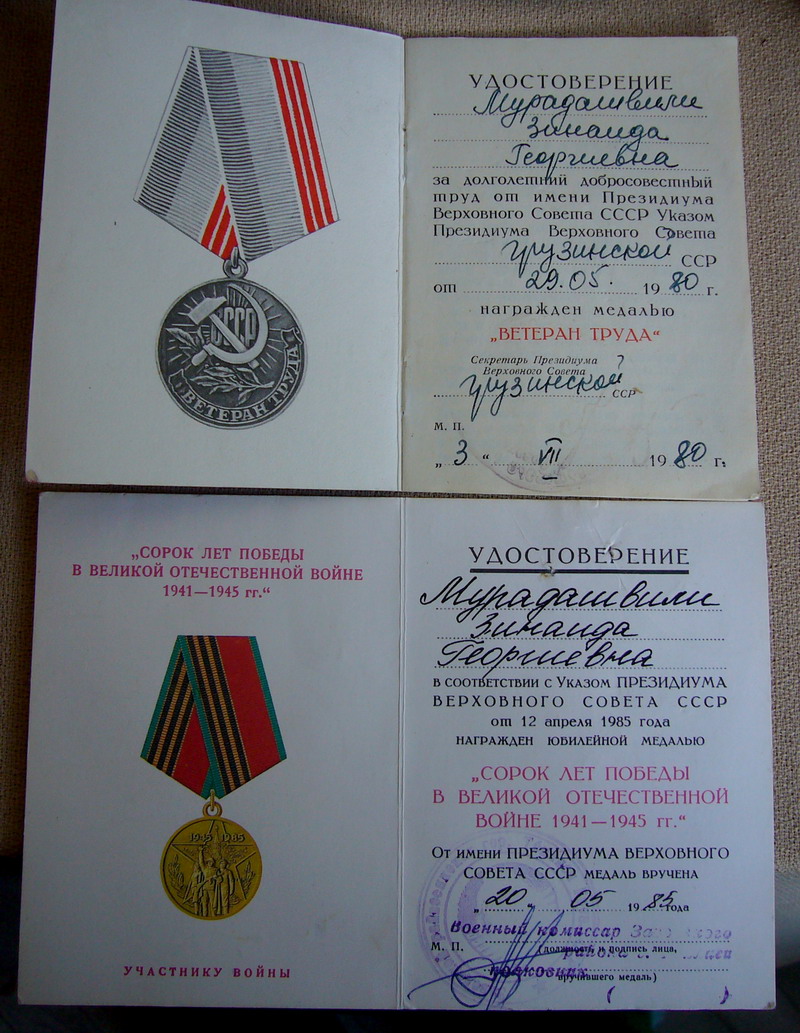 СССР
ВЕТЕРАН ТРУДА
УДОСТОВЕРЕНИЕ
Мурадашвили
Зинаида
Георгиевна
за долголетний добросовестный
труд от имени Президиума
Верховного Совета СССР Указом
Президиума Верховного Совета
Грузинской ССР
от 29.05. 1980 г.
награжден медалью
„ВЕТЕРАН ТРУДА“
Секретарь Президиума
Верховного Совета
Грузинской ССР
М. П.
„ 3 “ VII 1980 г.
„СОРОК ЛЕТ ПОБЕДЫ
В ВЕЛИКОЙ ОТЕЧЕСТВЕННОЙ ВОЙНЕ
1941—1945 гг.“
1945 1985
УЧАСТНИКУ ВОЙНЫ
УДОСТОВЕРЕНИЕ
Мурадашвили
Зинаида
Георгиевна
В СООТВЕТСТВИИ С УКАЗОМ ПРЕЗИДИУМА
ВЕРХОВНОГО СОВЕТА СССР
от 12 апреля 1985 года
НАГРАЖДЕН ЮБИЛЕЙНОЙ МЕДАЛЬЮ
„СОРОК ЛЕТ ПОБЕДЫ
В ВЕЛИКОЙ ОТЕЧЕСТВЕННОЙ
ВОЙНЕ 1941—1945 гг.“
ОТ ИМЕНИ ПРЕЗИДИУМА ВЕРХОВНОГО
СОВЕТА СССР МЕДАЛЬ ВРУЧЕНА
„ 20 „ 05 1985 года
Военный комиссар
М. П. (должность и подпись лица,
района
полковник
вручившего медаль)